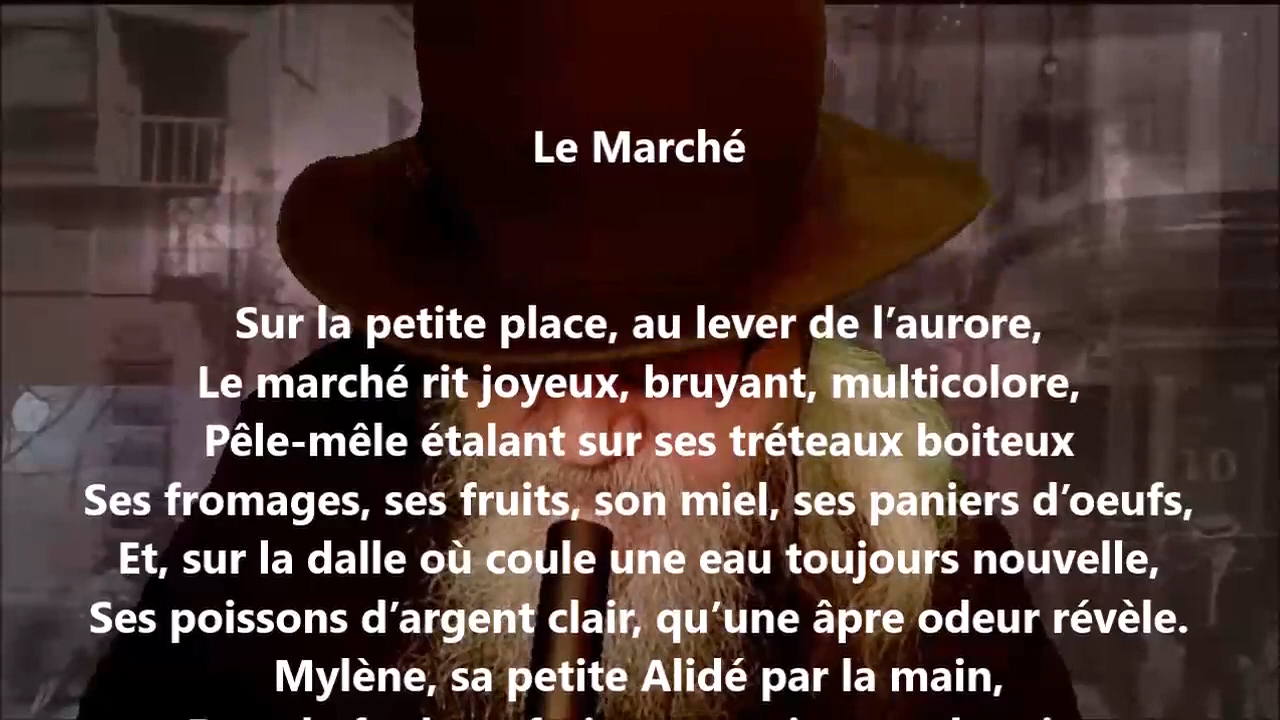 Le Marché
Sur la petite place, au lever de l’aurore,
Le marché rit joyeux, bruyant, multicolore,
Pêle-mêle étalant sur ses tréteaux boiteux
Ses fromages, ses fruits, son miel, ses paniers d’oeufs,
Et, sur la dalle où coule une eau toujours nouvelle,
Ses poissons d’argent clair, qu’une âpre odeur révèle.
Mylène, sa petite Alidé par la main,